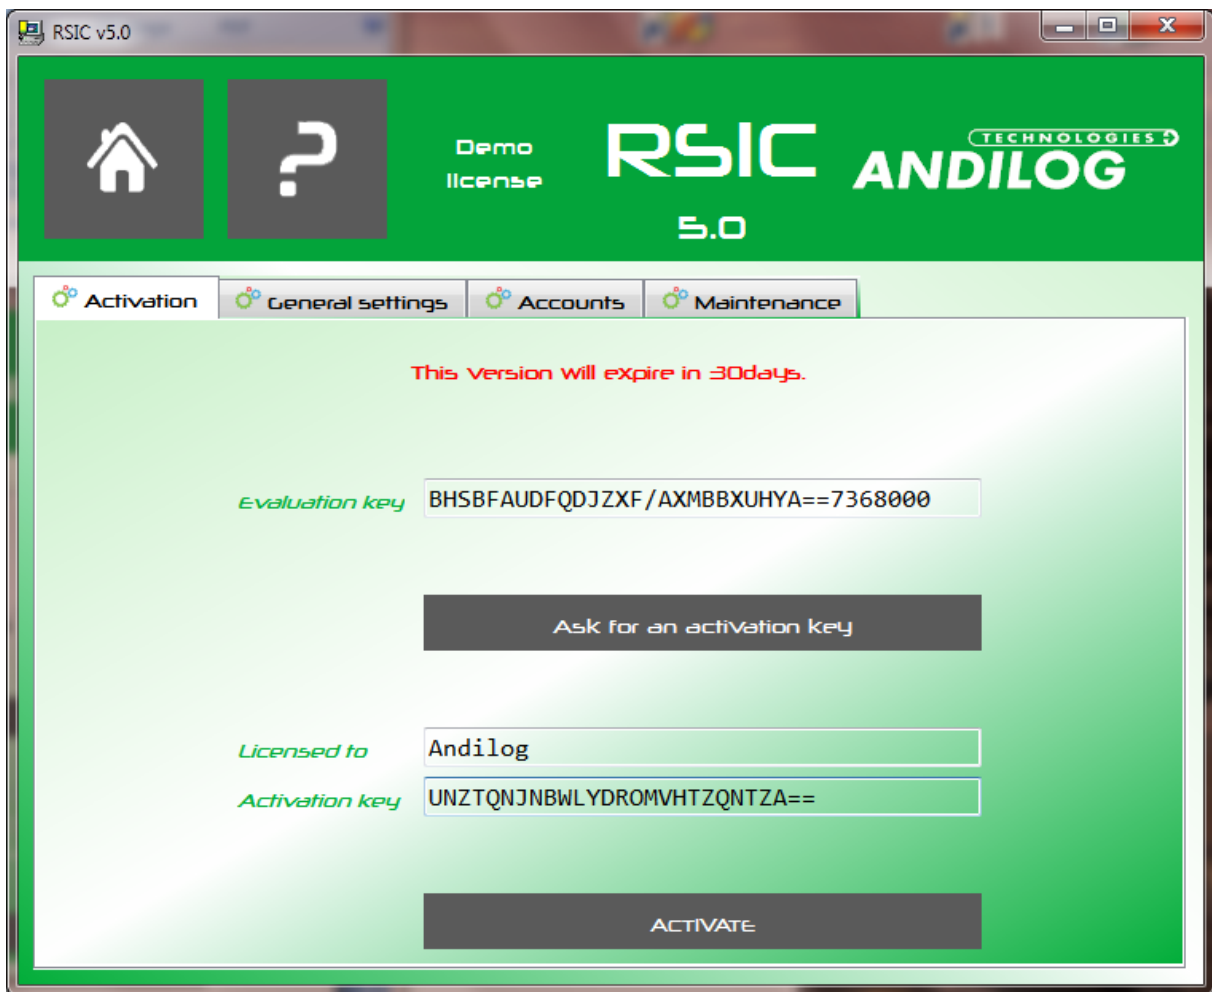 RSIC v5.0
Demo
license
RSIC
5.0
TECHNOLOGIES
ANDILOG
Activation
General settings
Accounts
Maintenance
This version will expire in 30days.
Evaluation key
BHSBFAUDFQDJZXF/AXMBBXUHYA==7368000
Ask for an activation key
Licensed to
Andilog
Activation key
UNZTQNJNBWLYDROMVHTZQNTZA==
ACTIVATE